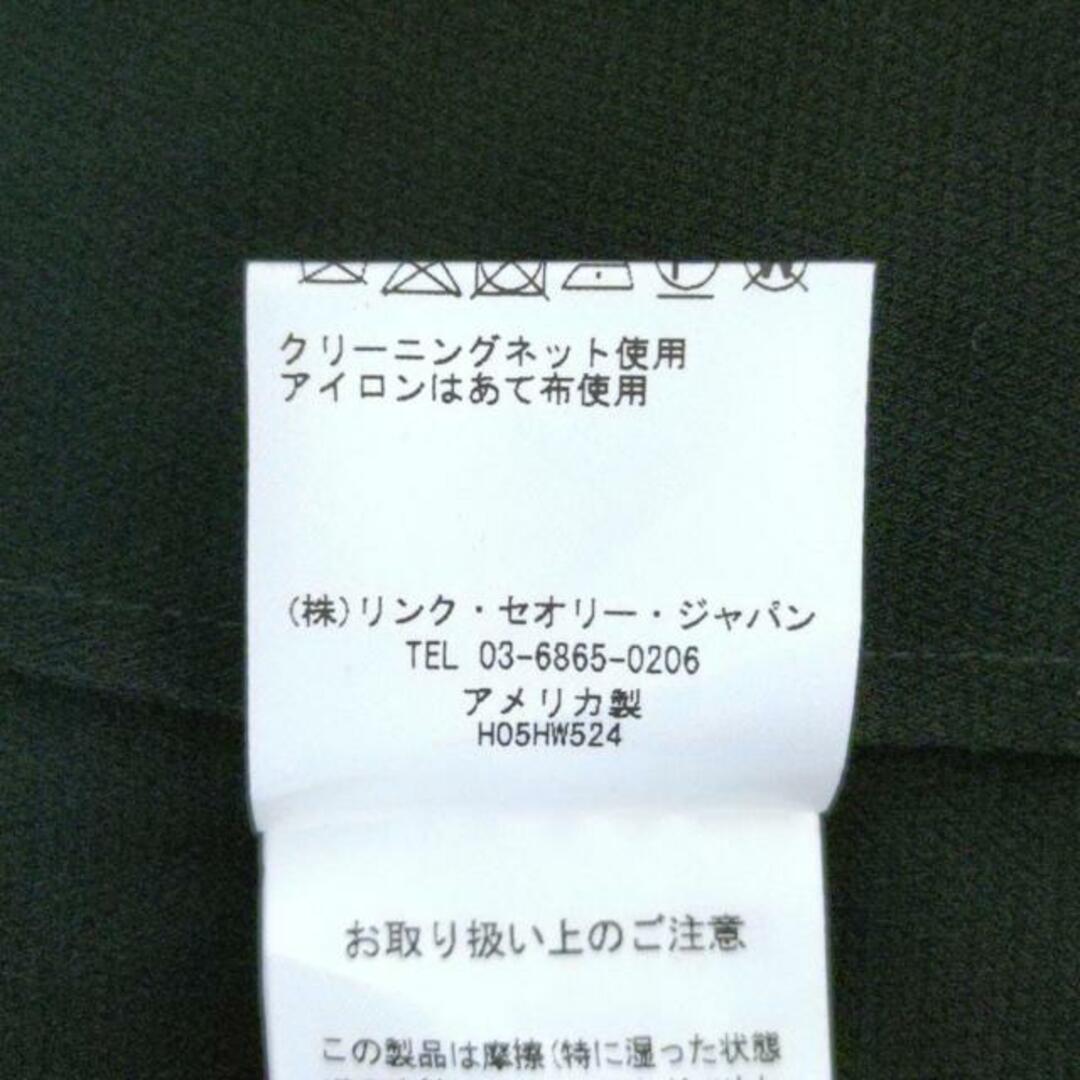 クリーニングネット使用
アイロンはあて布使用
(株)リンク・セオリー・ジャパン
TEL 03-6865-0206
アメリカ製
H05HW524
お取り扱い上のご注意
この製品は摩擦(特に湿った状態